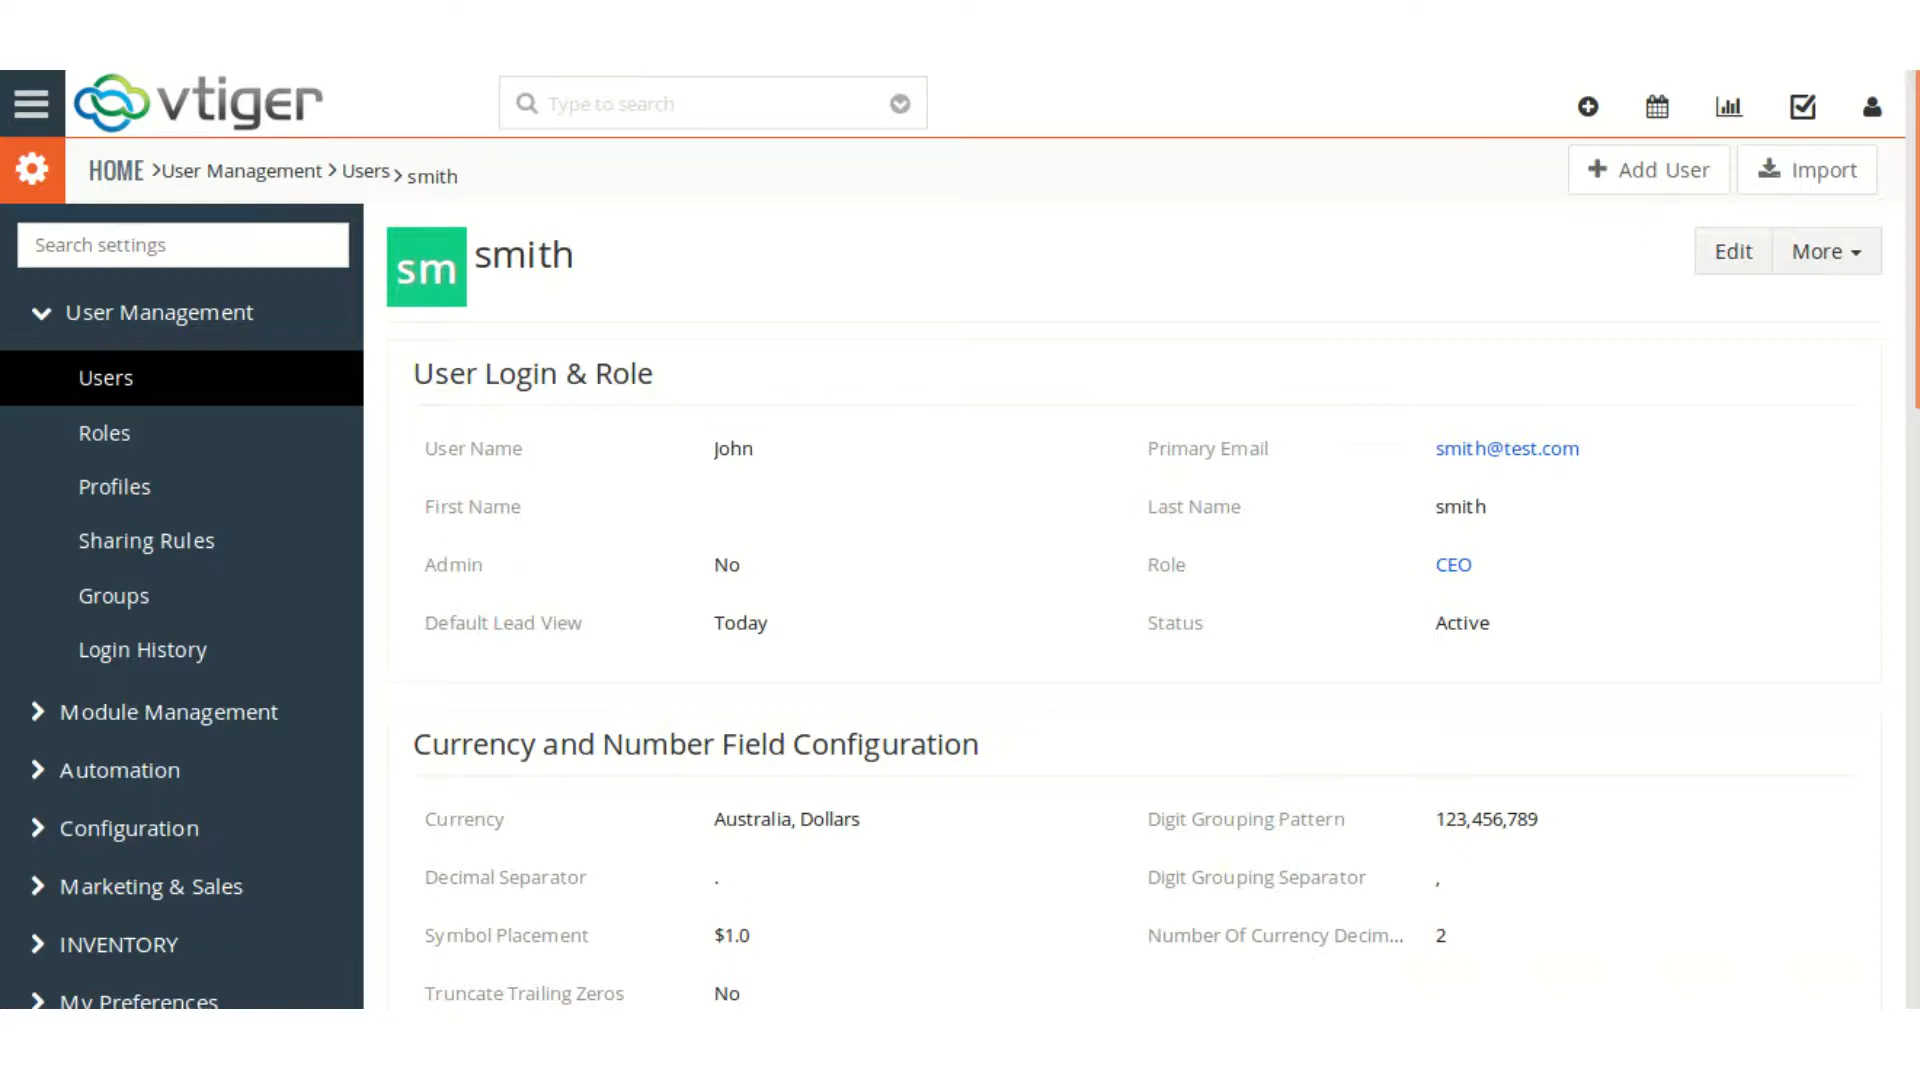 vtiger
Type to search
HOME >User Management > Users > smith
+ Add User
Import
Search settings
User Management
Users
Roles
Profiles
Sharing Rules
Groups
Login History
Module Management
Automation
Configuration
Marketing & Sales
INVENTORY
My Preferences
sm smith
Edit More
User Login & Role
User Name John Primary Email smith@test.com
First Name Last Name smith
Admin No Role CEO
Default Lead View Today Status Active
Currency and Number Field Configuration
Currency Australia, Dollars Digit Grouping Pattern 123,456,789
Decimal Separator . Digit Grouping Separator ,
Symbol Placement $1.0 Number Of Currency Decim... 2
Truncate Trailing Zeros No